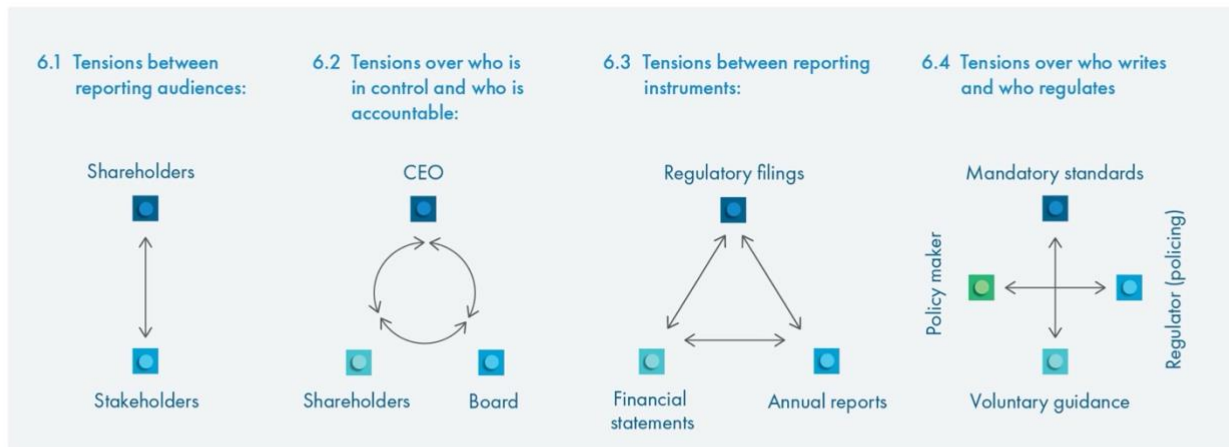 6.1 Tensions between
reporting audiences:
Shareholders
Stakeholders
6.2 Tensions over who is
in control and who is
accountable:
CEO
Shareholders
Board
6.3 Tensions between reporting
instruments:
Regulatory filings
Financial
statements
Annual reports
6.4 Tensions over who writes
and who regulates
Mandatory standards
Policy maker
Regulator (policing)
Voluntary guidance